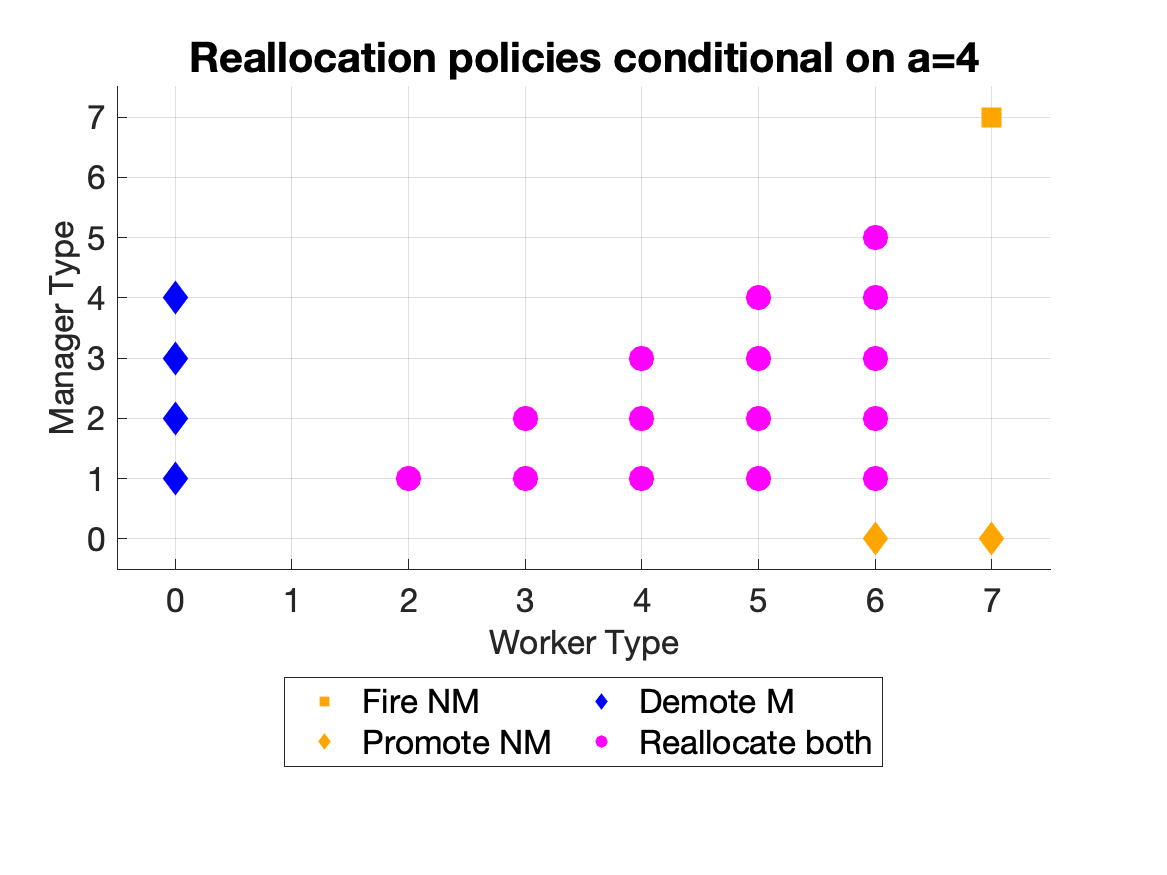 Reallocation policies conditional on a=4
Manager Type
7
6
5
4
3
2
1
0
0 1 2 3 4 5 6 7
Worker Type
Fire NM Demote M
Promote NM Reallocate both